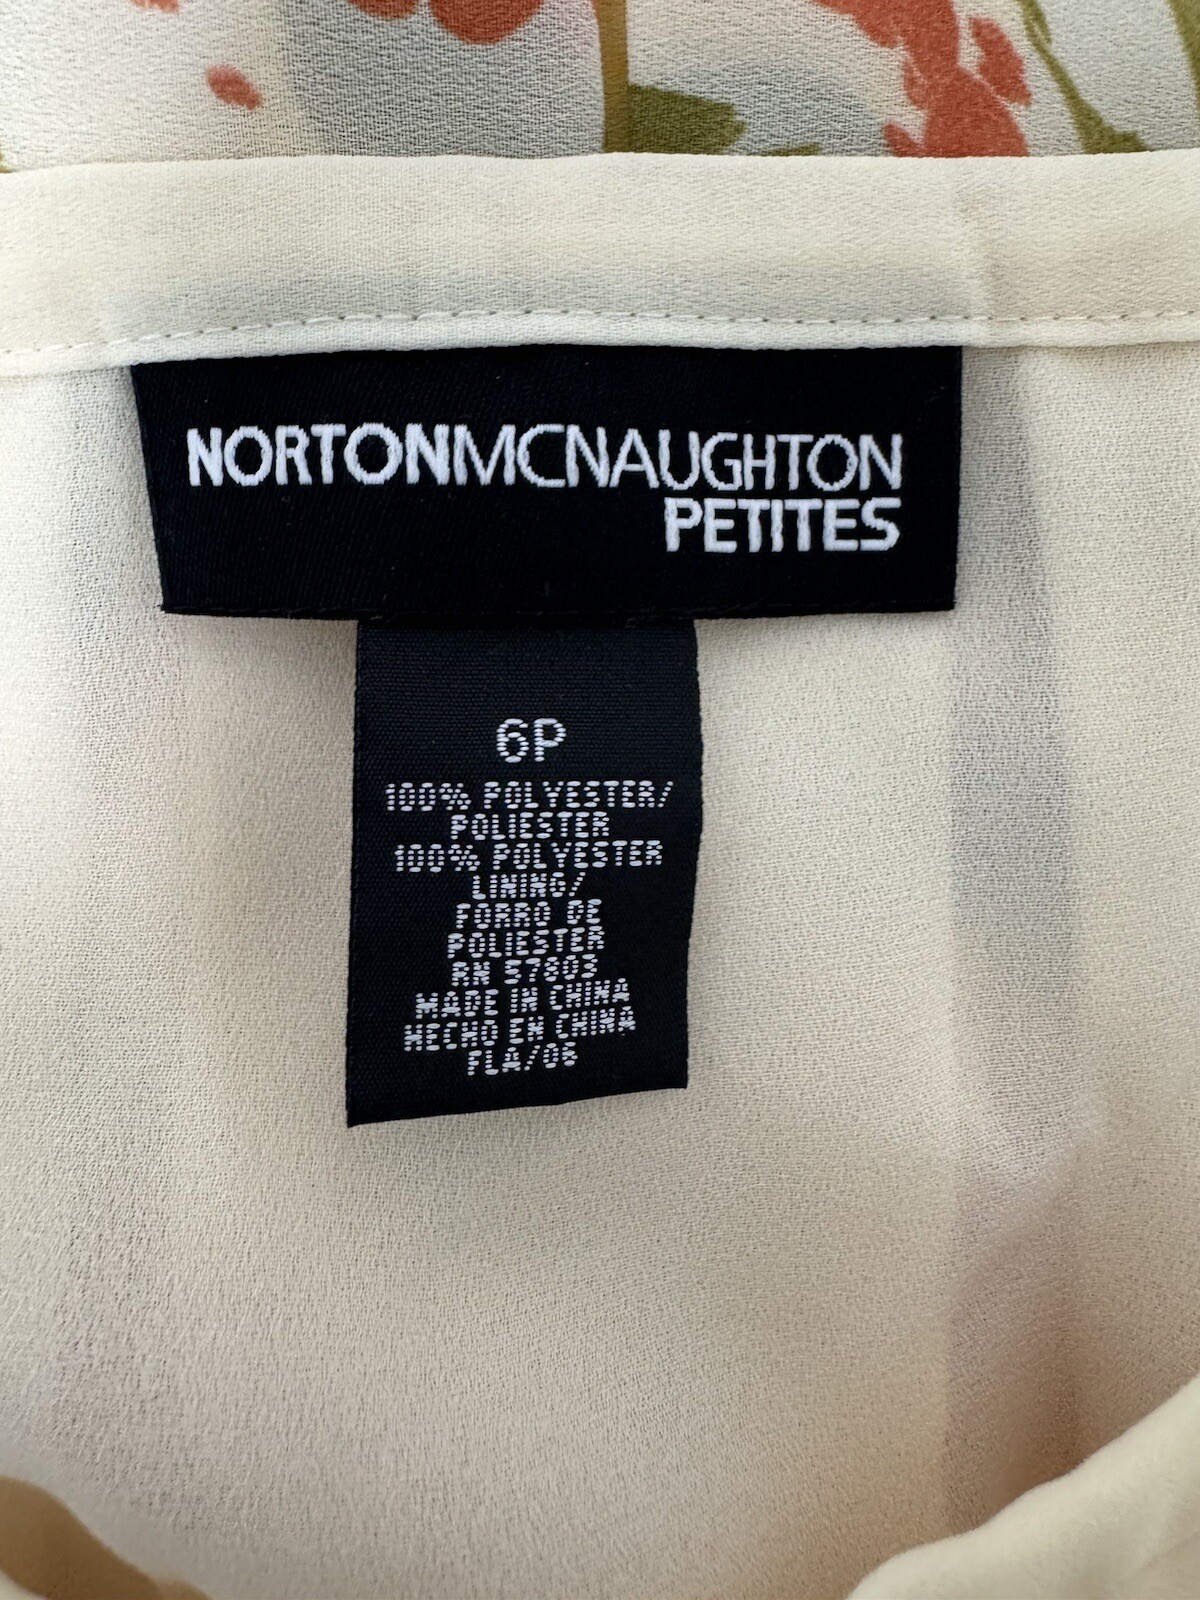 NORTONMCNAUGHTON
PETITES
6P
100% POLYESTER/
POLIESTER
100% POLYESTER
LINING/
FORRO DE
POLIESTER
RN 57803
MADE IN CHINA
HECHO EN CHINA
FLA/06